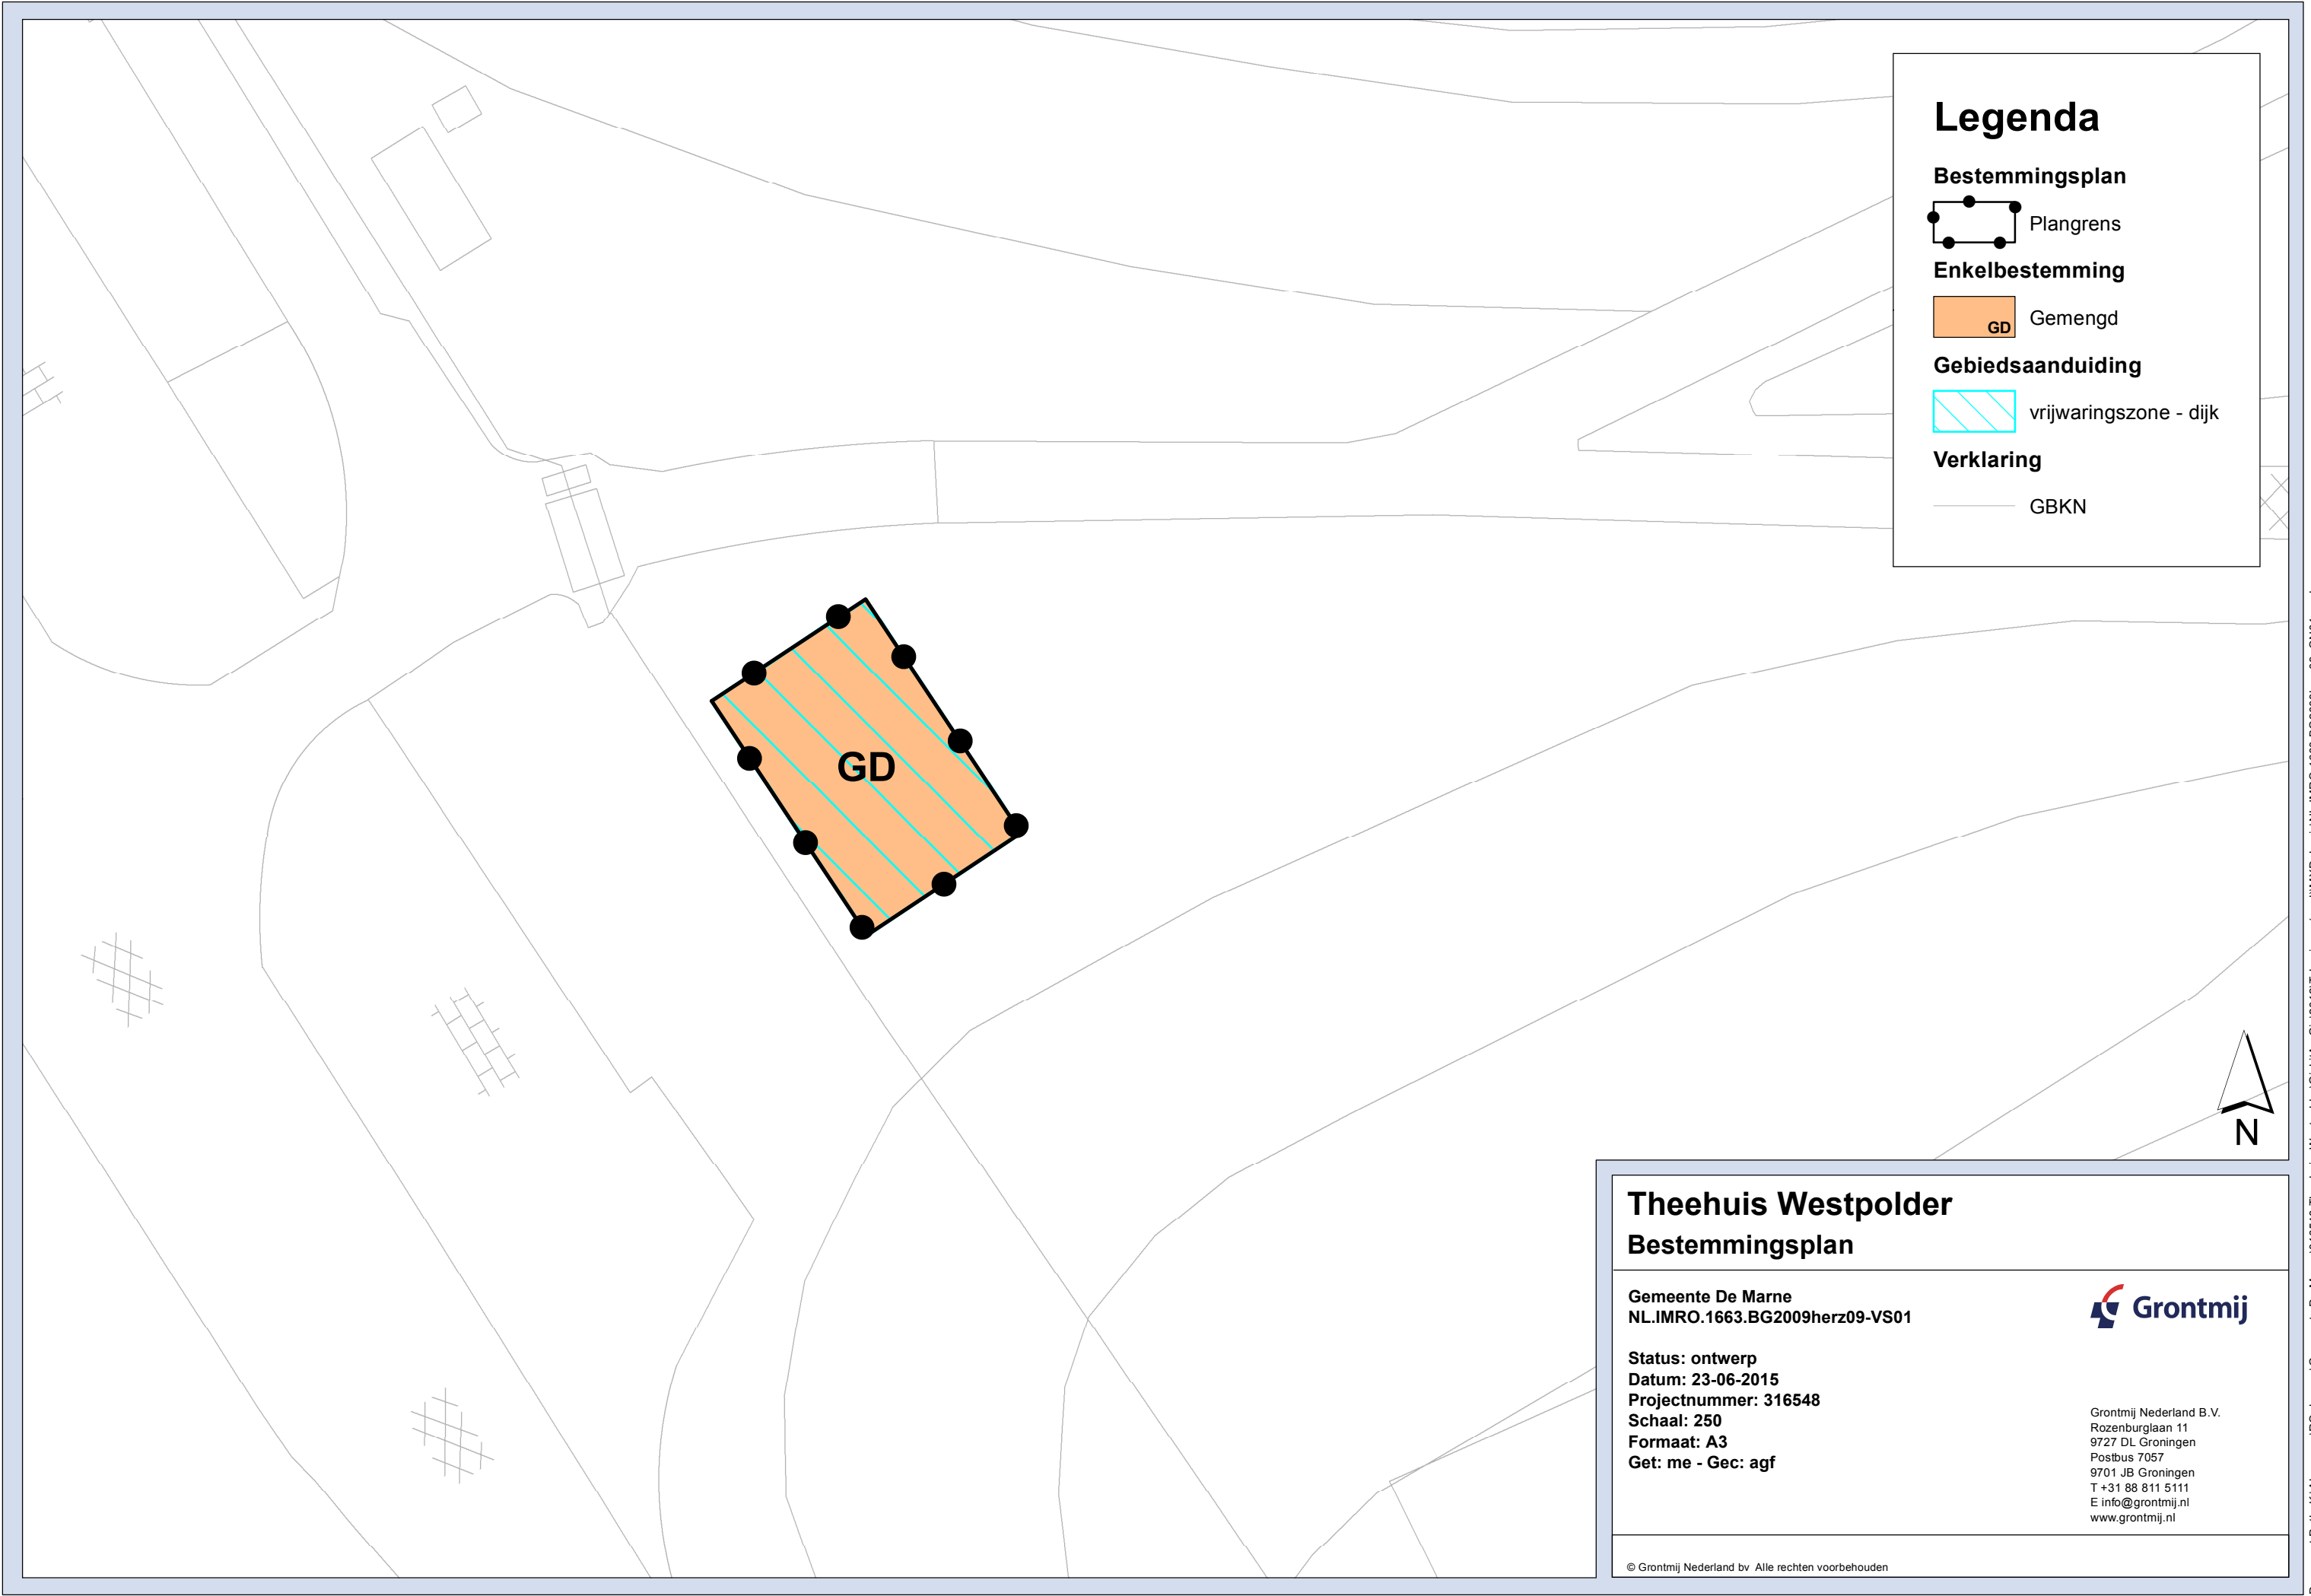 Legenda
Bestemmingsplan
Plangrens
Enkelbestemming
GD Gemengd
Gebiedsaanduiding
vrijwaringszone - dijk
Verklaring
GBKN
GD
N
Theehuis Westpolder
Bestemmingsplan
Gemeente De Marne
NL.IMRO.1663.BG2009herz09-VS01
Status: ontwerp
Datum: 23-06-2015
Projectnummer: 316548
Schaal: 250
Formaat: A3
Get: me - Gec: agf
Grontmij
Grontmij Nederland B.V.
Rozenburglaan 11
9727 DL Groningen
Postbus 7057
9701 JB Groningen
T +31 88 811 5111
E info@grontmij.nl
www.grontmij.nl
© Grontmij Nederland bv Alle rechten voorbehouden